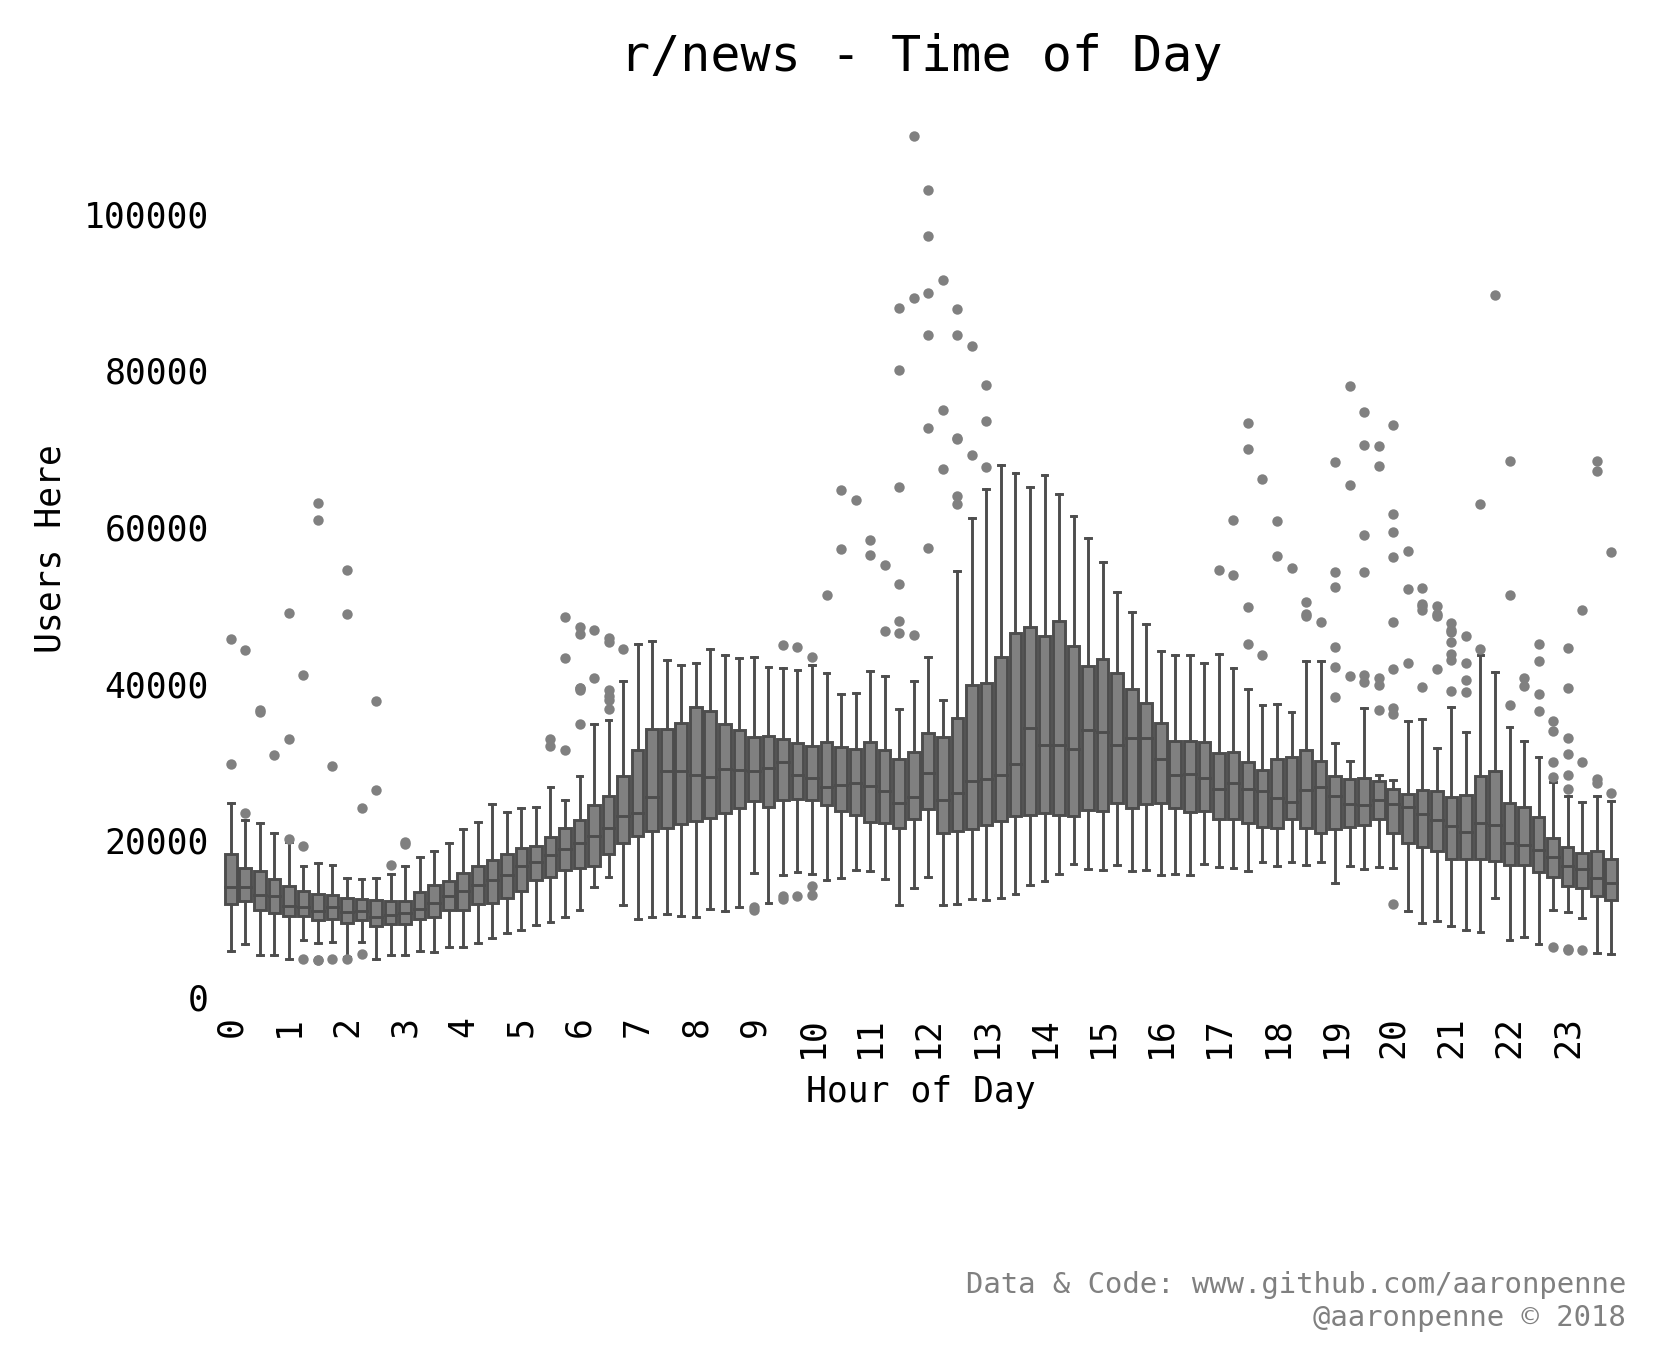 r/news - Time of Day
100000
80000
60000
40000
20000
0
Users Here
0 1 2 3 4 5 6 7 8 9 10 11 12 13 14 15 16 17 18 19 20 21 22 23
Hour of Day
Data & Code: www.github.com/aaronpenne
@aaronpenne © 2018